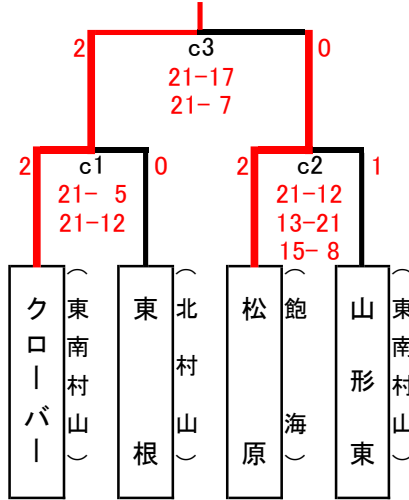 2 c3 0
21-17
21- 7
2 c1 0
21- 5
21-12
2 c2 1
21-12
13-21
15- 8
クローバー
（東南村山）
東根
（北村山）
松原
（飽海）
山形東
（東南村山）